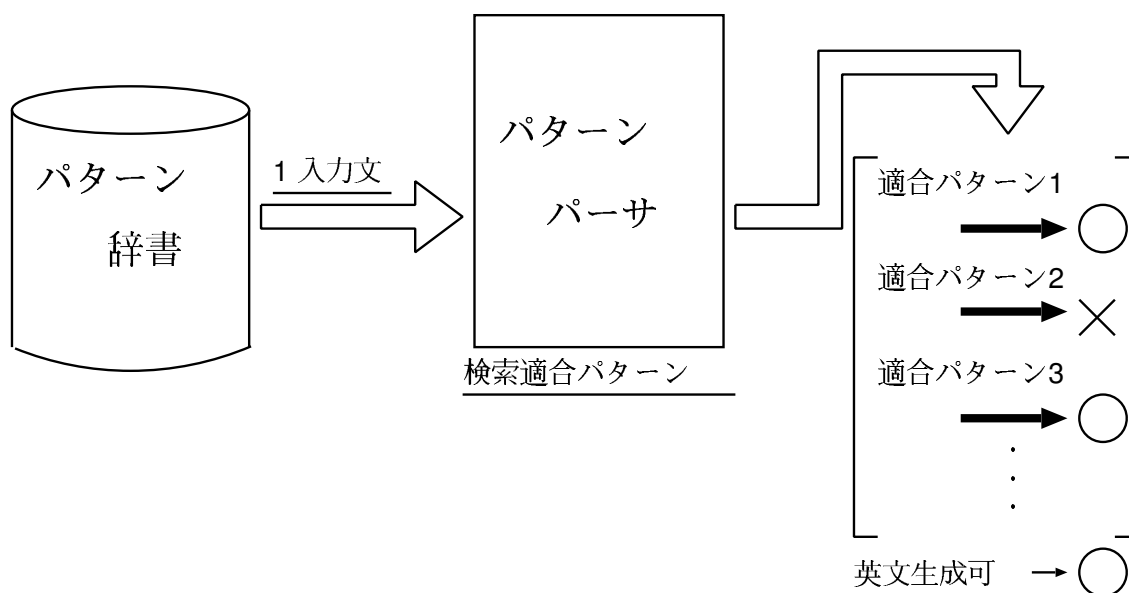 パターン
辞書
1 入力文
パターン
パーサ
検索適合パターン
適合パターン1
適合パターン2
適合パターン3
英文生成可